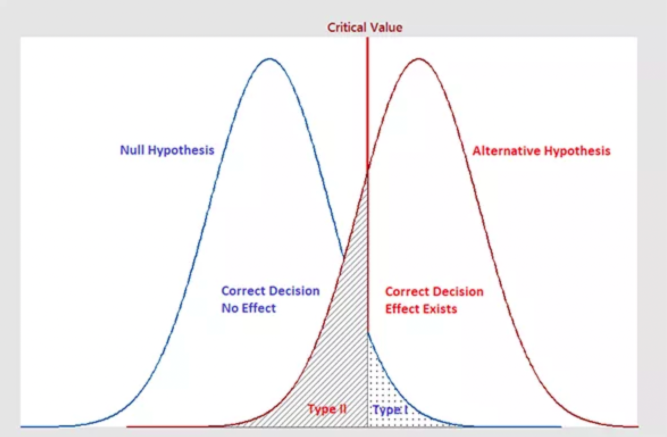 Critical Value
Null Hypothesis
Alternative Hypothesis
Correct Decision
No Effect
Correct Decision
Effect Exists
Type II
Type I